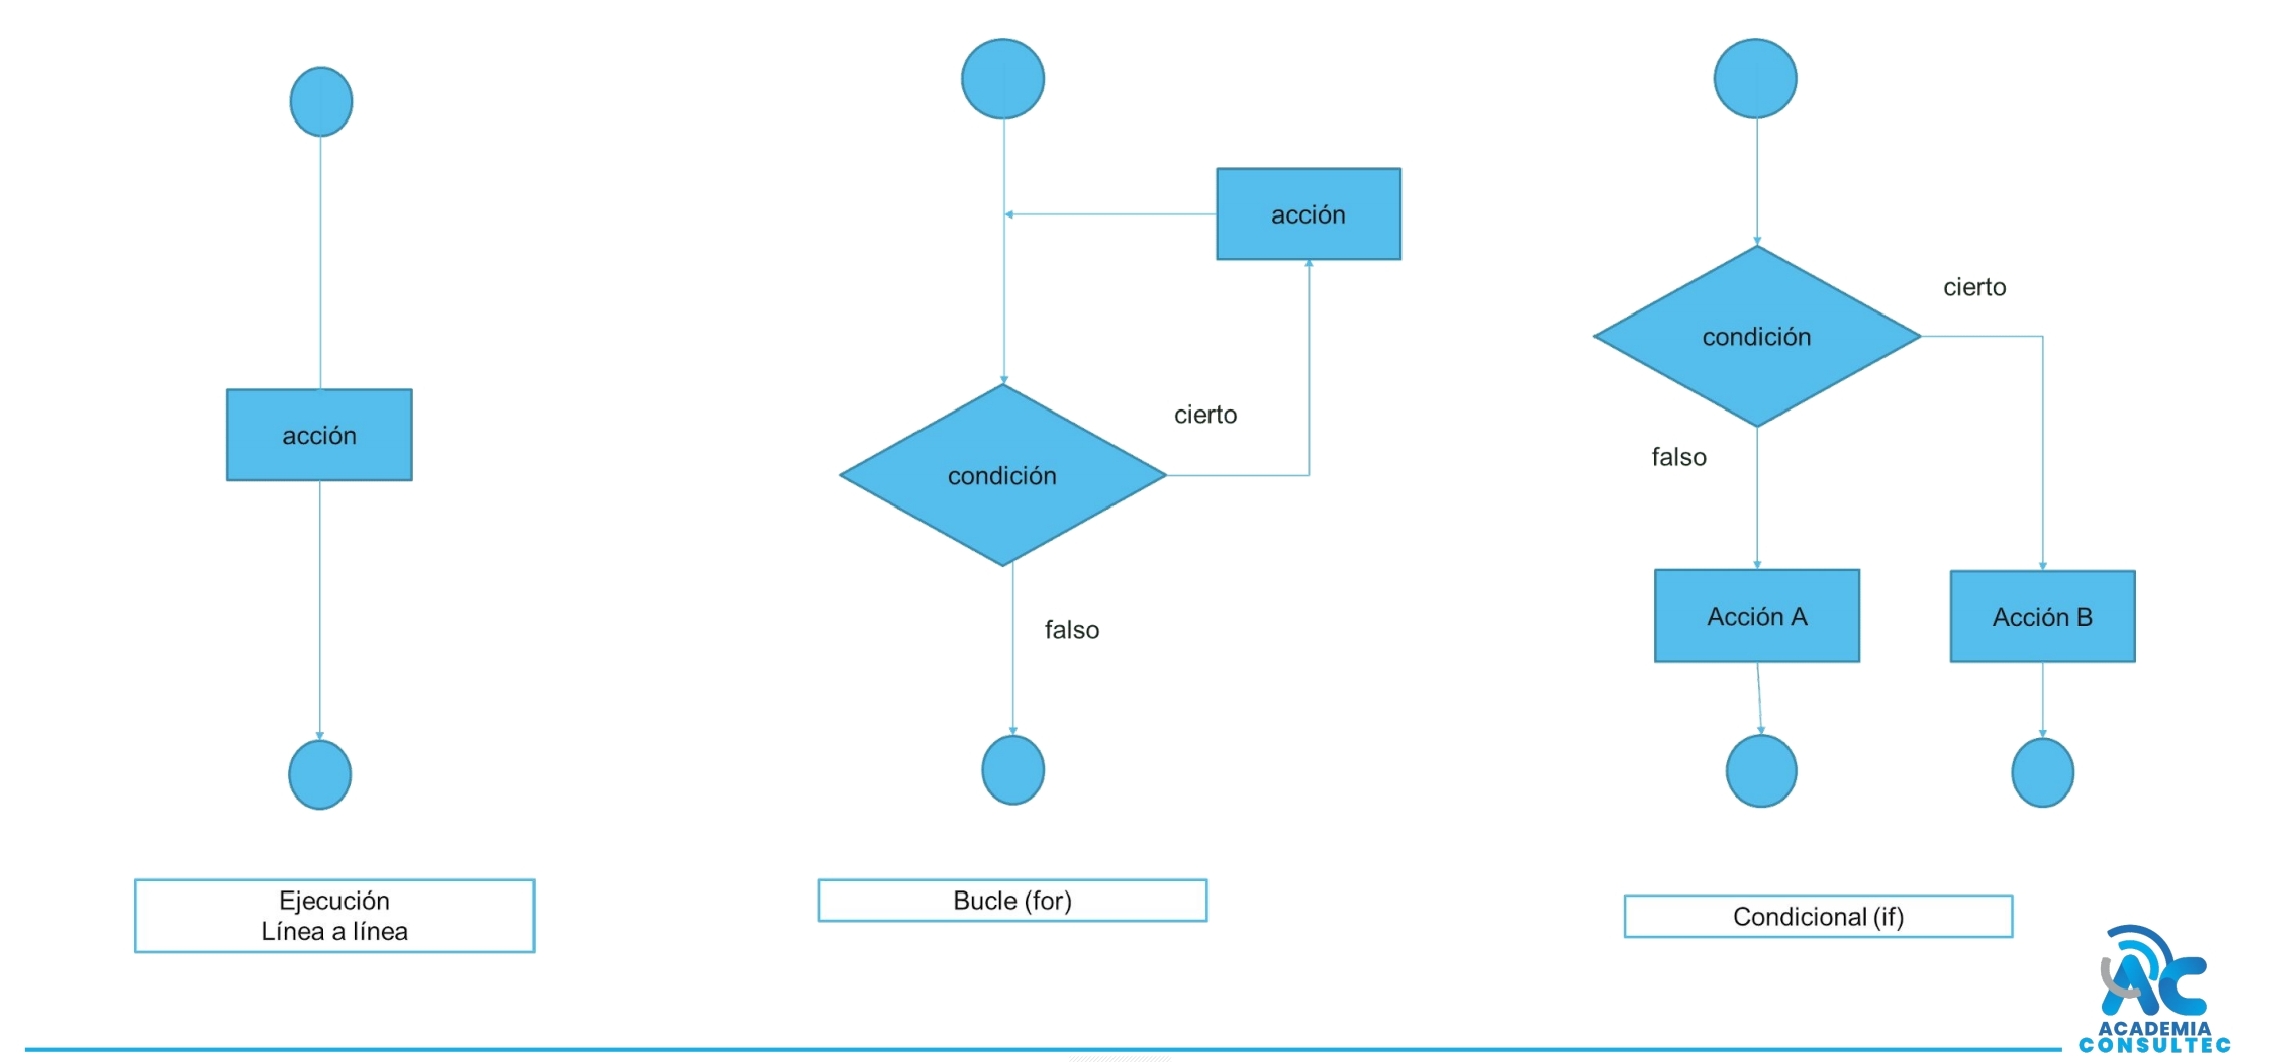 acción
Ejecución
Línea a línea
acción
condición
cierto
falso
Bucle (for)
condición
cierto
falso
Acción A
Acción B
Condicional (if)
ACADEMIA
CONSULTEC